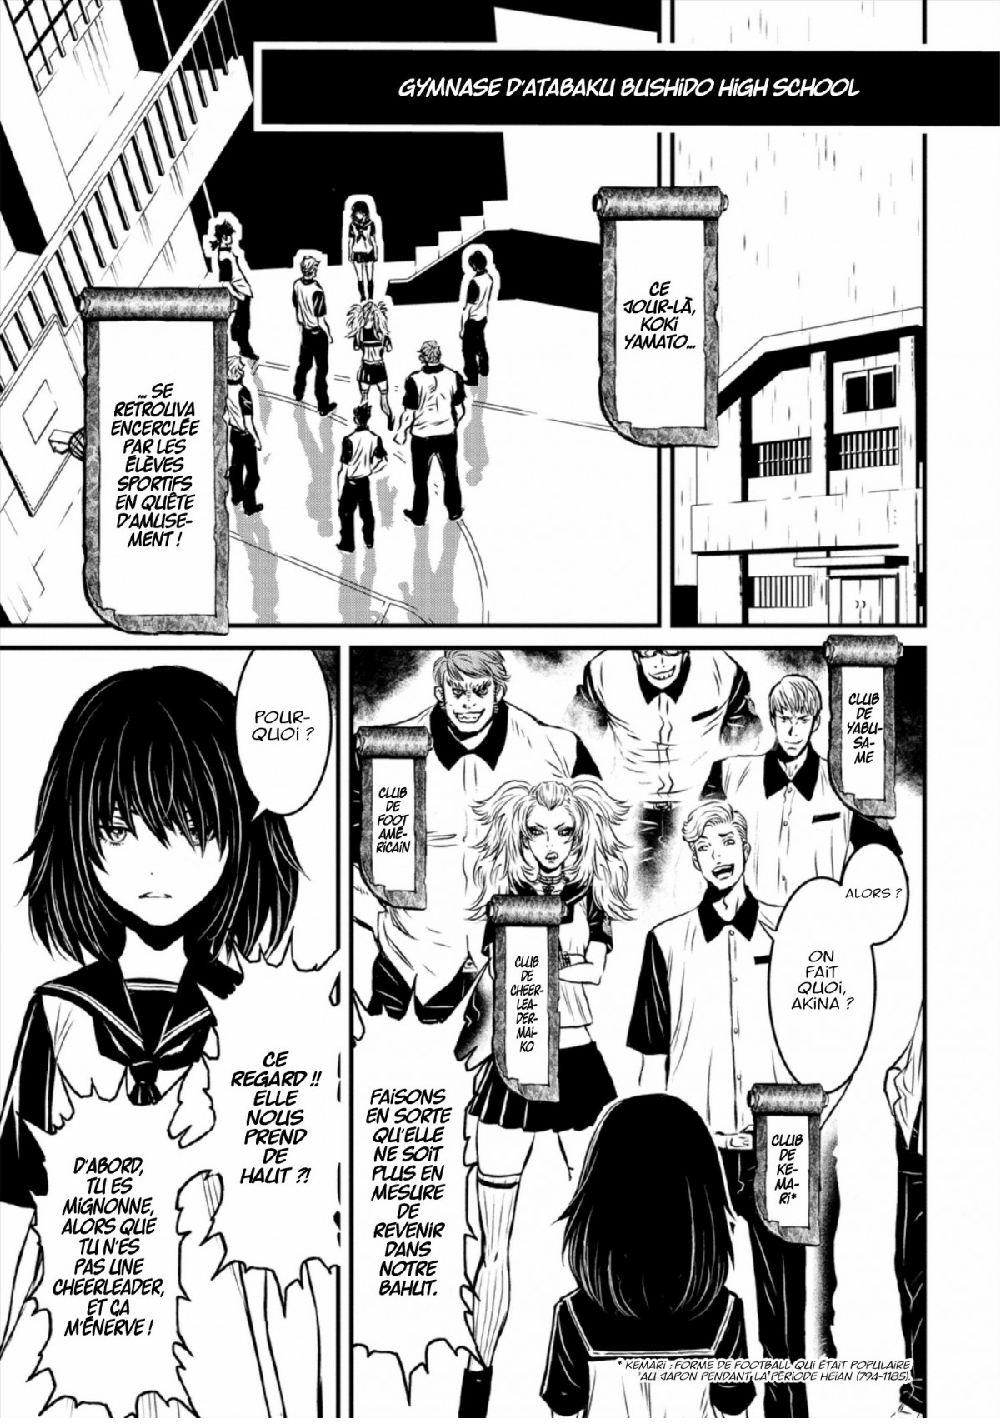 GYMNASE D'ATABAKU BUSHIDO HIGH SCHOOL
CE
JOUR-LÀ,
KOKI
YAMATO...
... SE
RETROUVA
ENCERCLÉE
PAR LES
ÉLÈVES
SPORTIFS
EN QUÊTE
D'AMUSE-
MENT !
CLUB
DE
YABU-
SA-
ME
CLUB
DE
FOOT
AMÉ-
RICAIN
ALORS ?
ON
FAIT
QUOI,
AKINA ?
CLUB
DE
CHEER-
LEA-
DER-
MAÏ-
KO
CLUB
DE
KE-
MA-
RI*
FAISONS
EN SORTE
QU'ELLE
NE SOIT
PLUS EN
MESURE
DE
REVENIR
DANS
NOTRE
BAHUT.
* KEMARI : FORME DE FOOTBALL QUI ÉTAIT POPULAIRE
AU JAPON PENDANT LA PÉRIODE HEIAN (794-1185).
POUR-
QUOI ?
CE
REGARD !!
ELLE
NOUS
PREND
DE
HAUT ?!
D'ABORD,
TU ES
MIGNONNE,
ALORS QUE
TU N'ES
PAS UNE
CHEERLEADER,
ET ÇA
M'ÉNERVE !